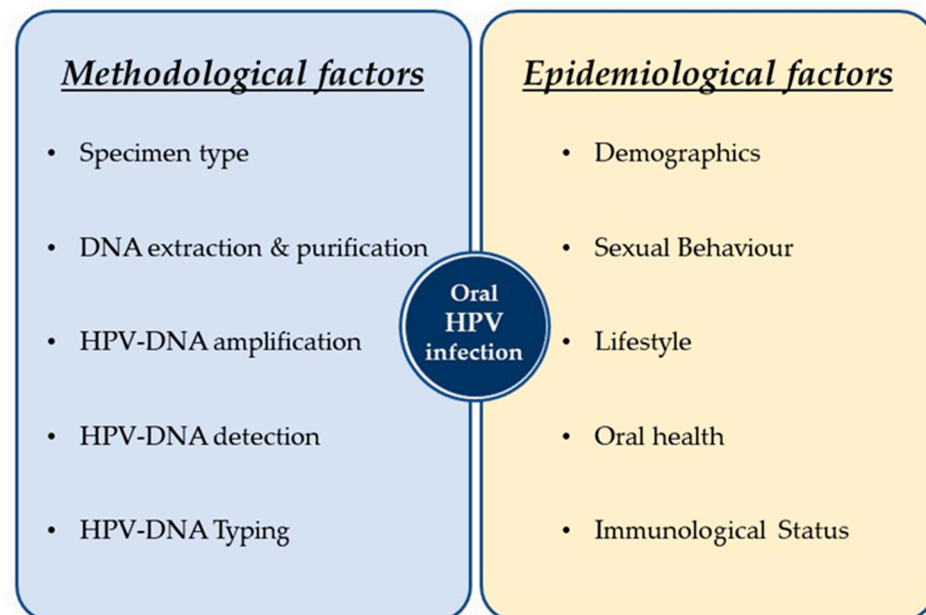 Methodological factors
• Specimen type
• DNA extraction & purification
• HPV-DNA amplification
• HPV-DNA detection
• HPV-DNA Typing
Oral
HPV
infection
Epidemiological factors
• Demographics
• Sexual Behaviour
• Lifestyle
• Oral health
• Immunological Status